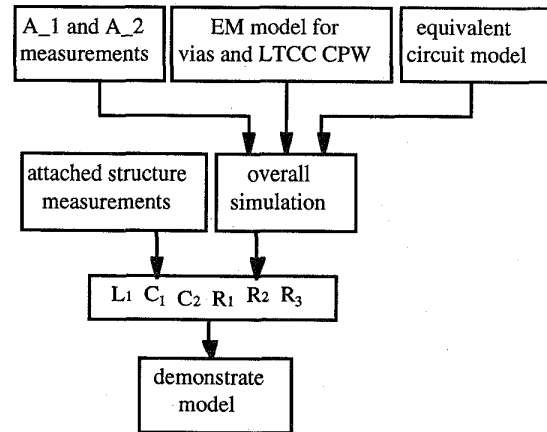 A_1 and A_2
measurements
EM model for
vias and LTCC CPW
equivalent
circuit model
attached structure
measurements
overall
simulation
L1 C1 C2 R1 R2 R3
demonstrate
model